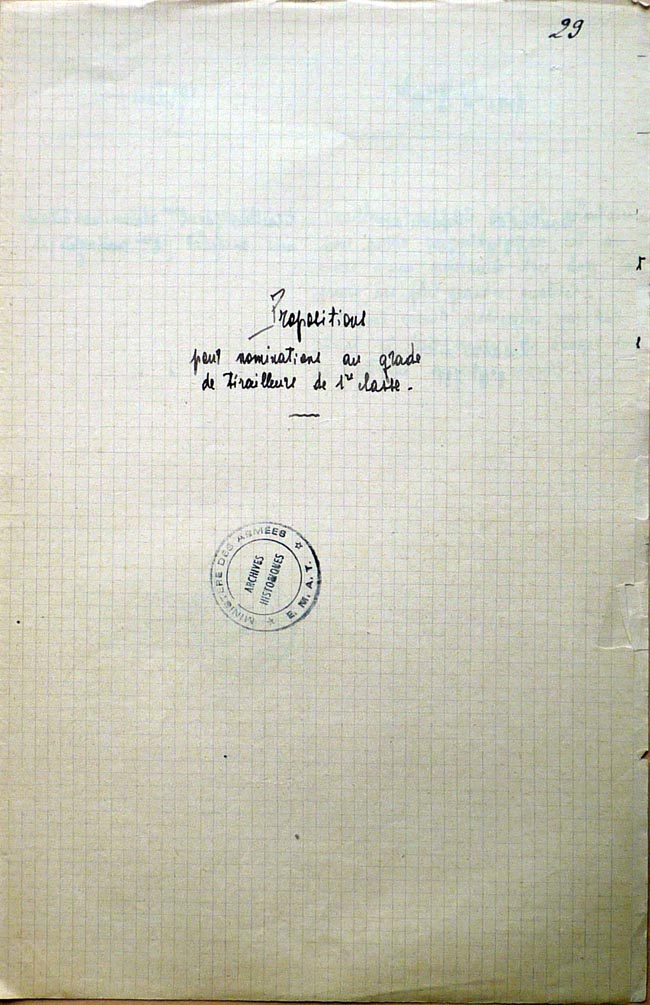 29
Propositions
pour nominations au grade
de tirailleurs de 1re classe.
MINISTÈRE DES ARMÉES ☆ E. M. A. T. ☆
ARCHIVES
HISTORIQUES